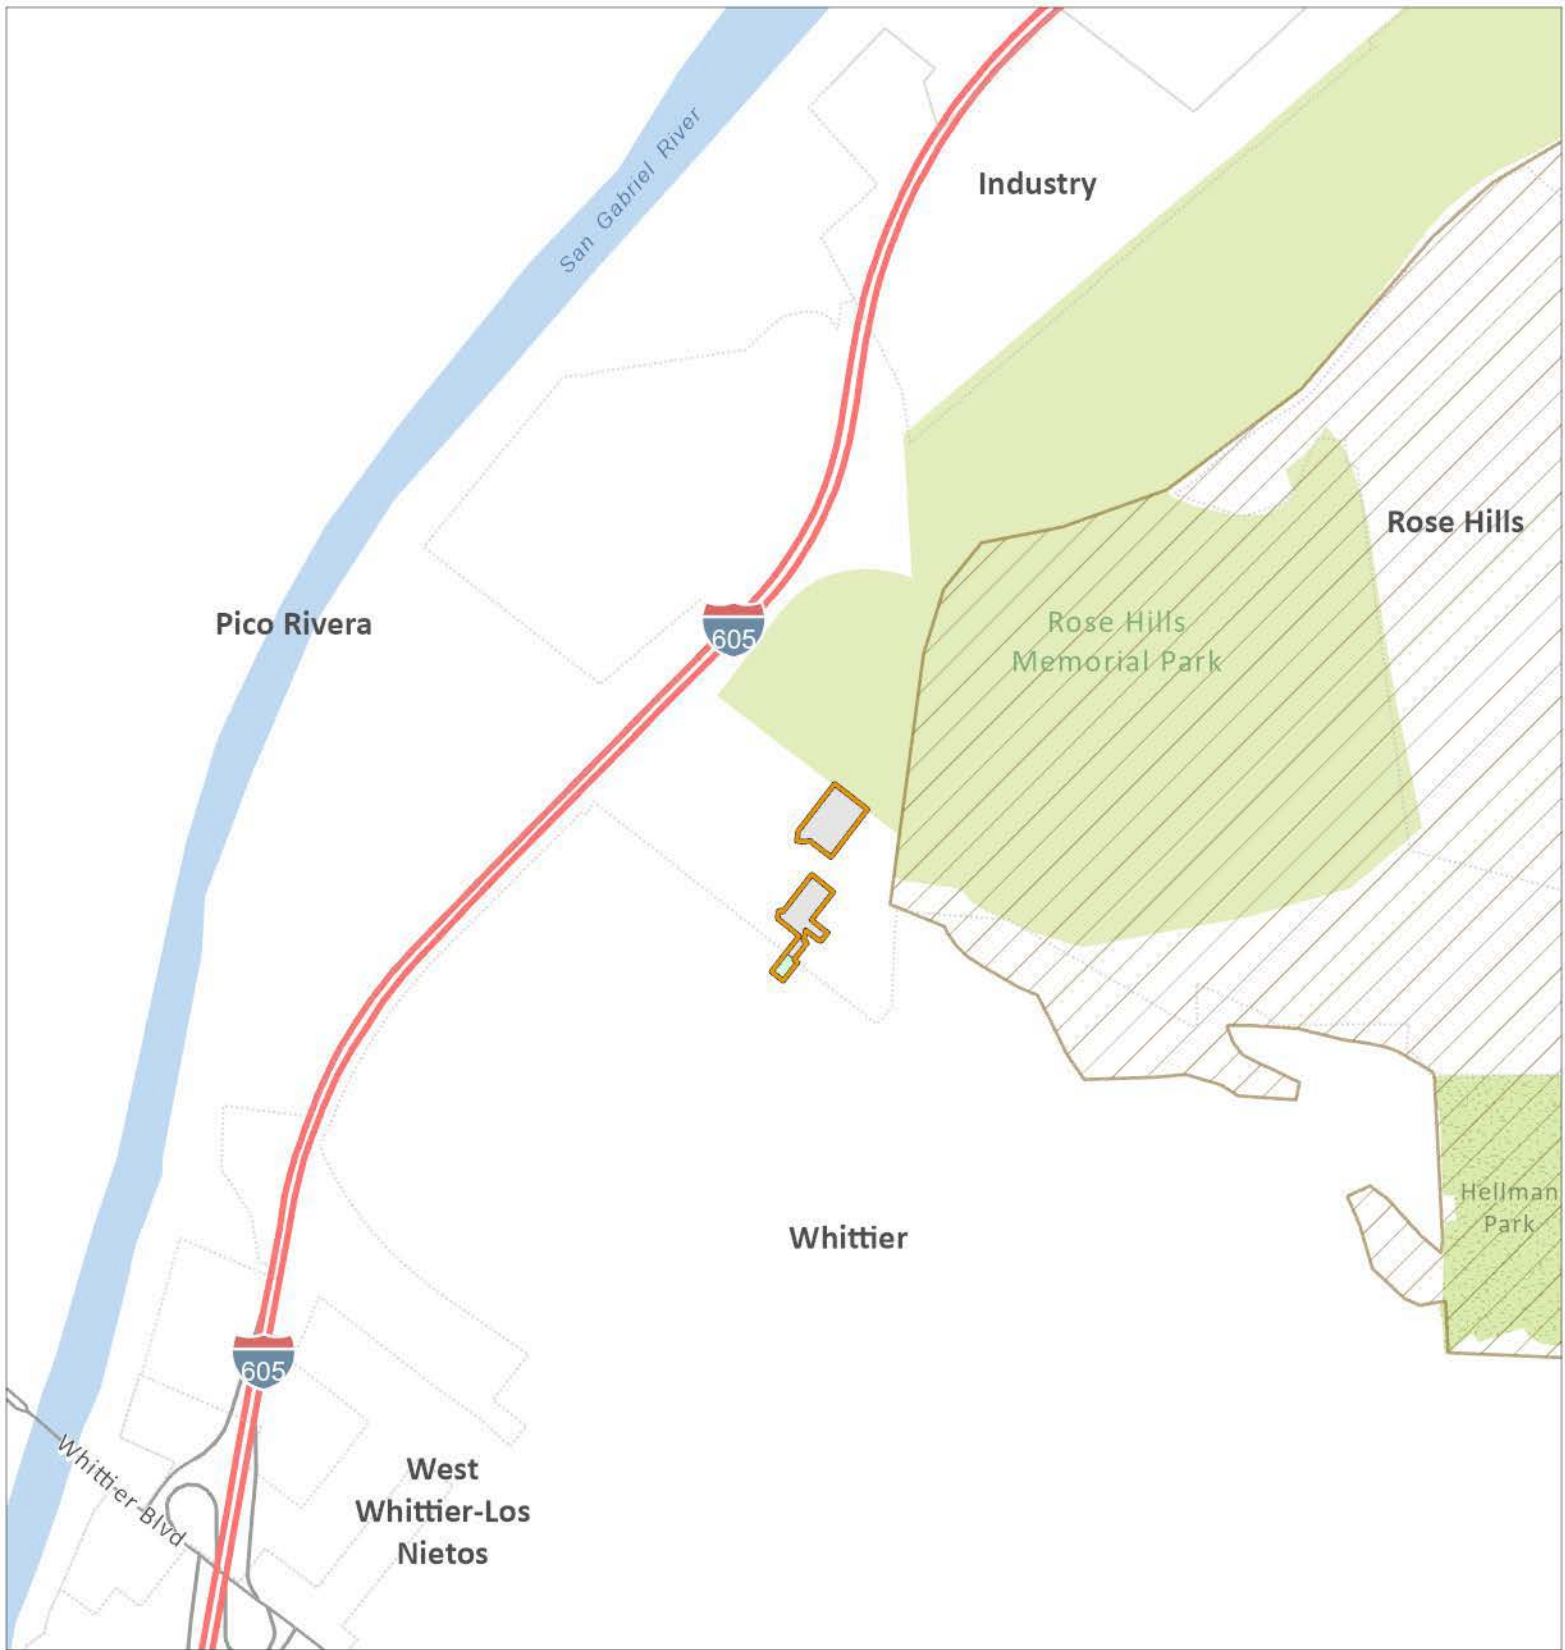 San Gabriel River
Industry
Rose Hills
Pico Rivera
605
Rose Hills
Memorial Park
Hellman
Park
Whittier
605
Whittier Blvd
West
Whittier-Los
Nietos